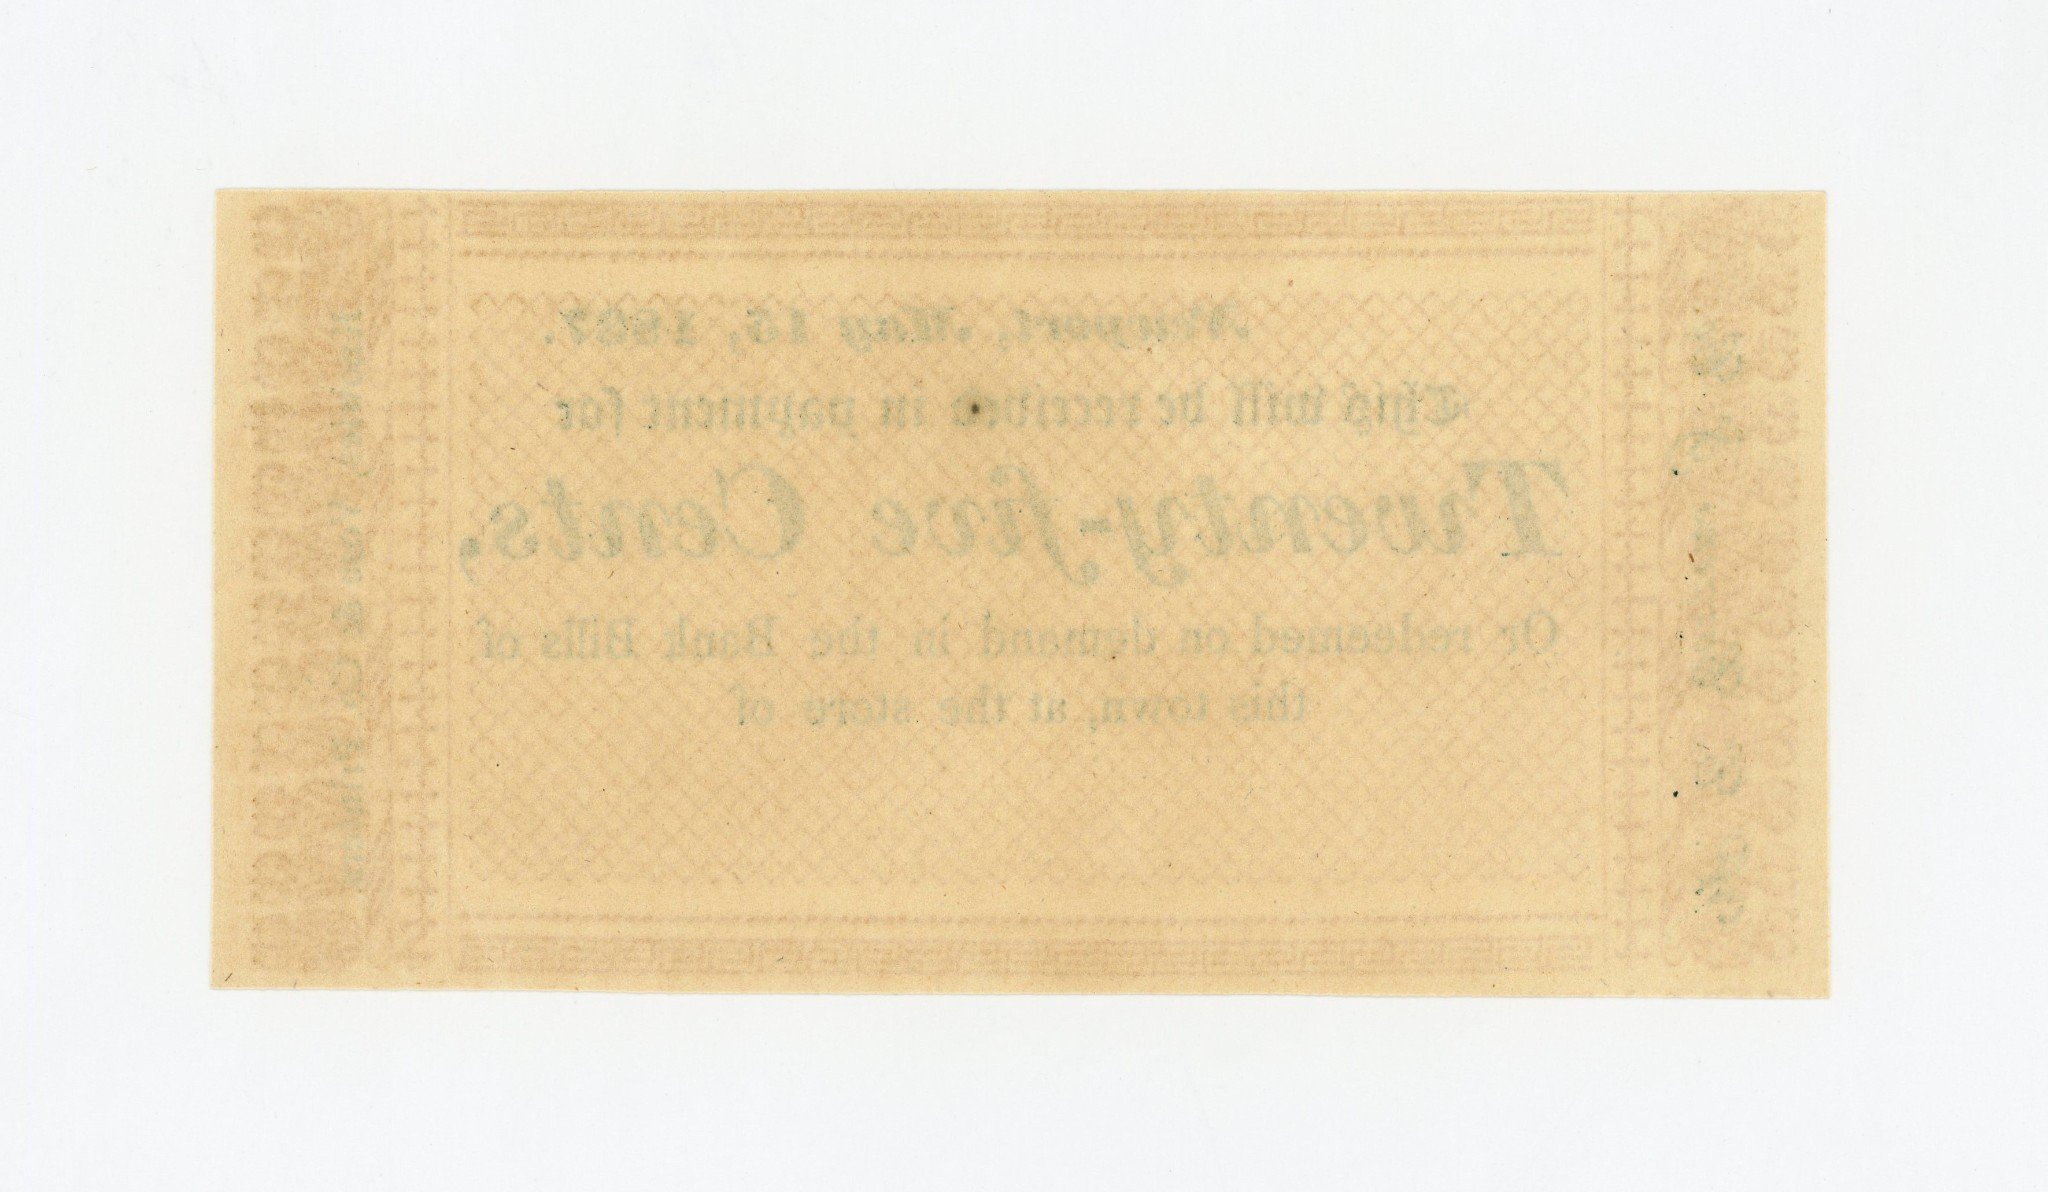 Newport, May 15, 1837.
This will be received in payment for
Twenty-five Cents,
Or redeemed on demand in the Bank Bills of
this town, at the store of